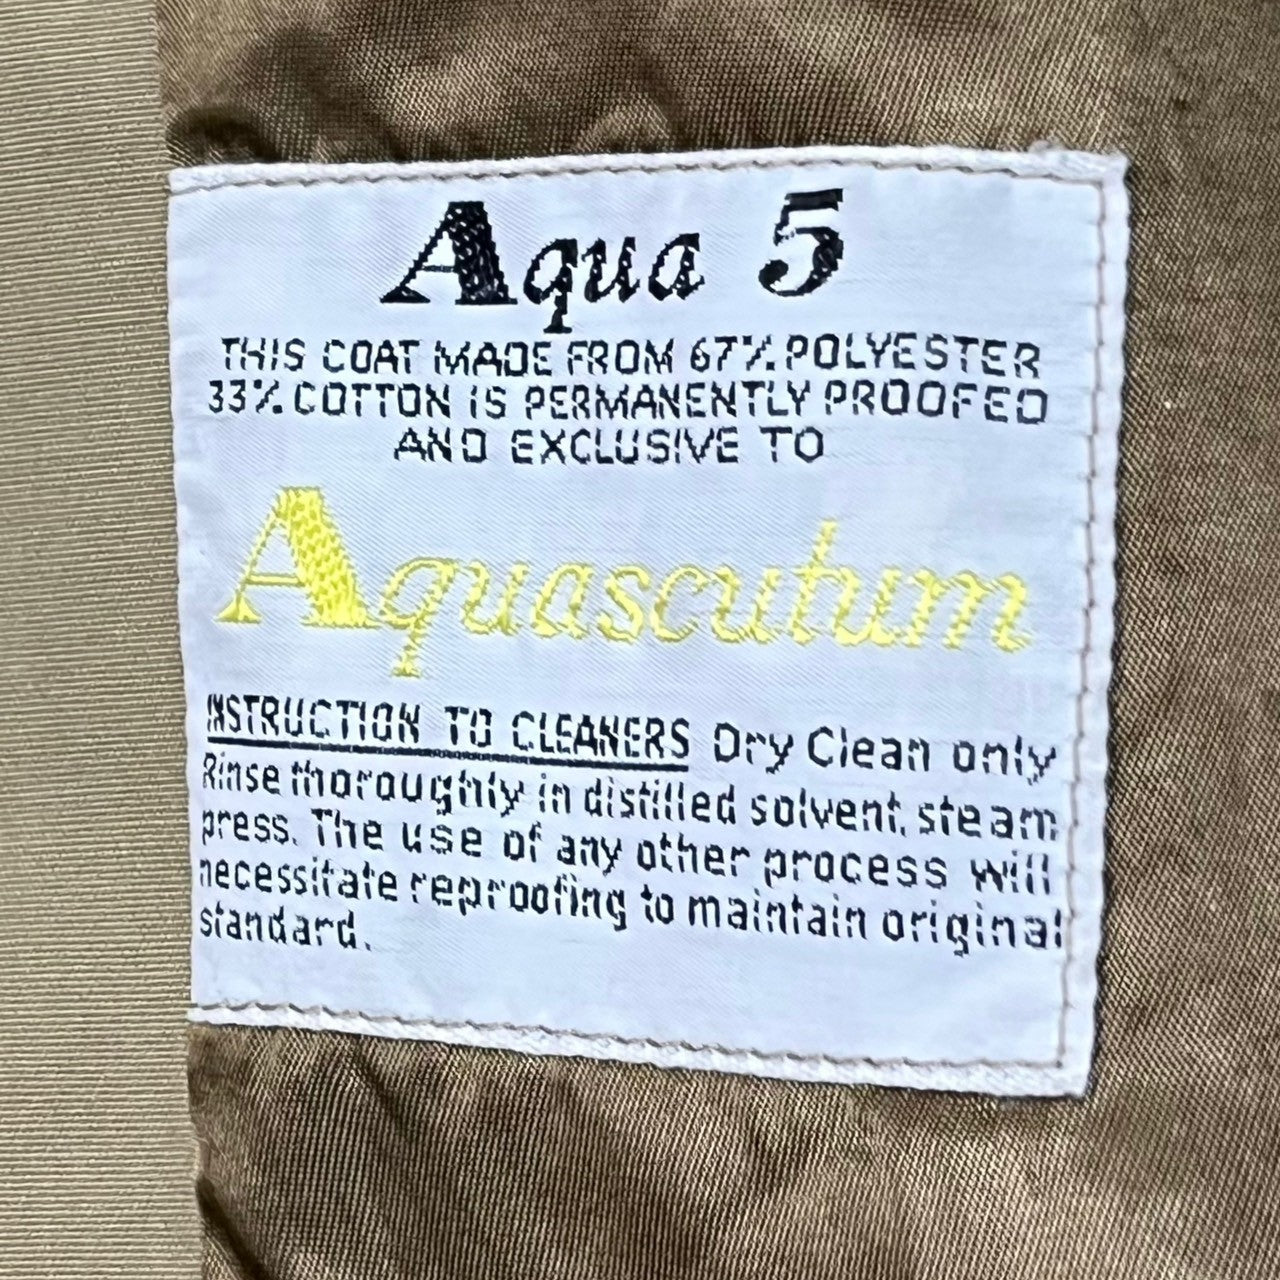 Aqua 5
THIS COAT MADE FROM 67% POLYESTER
33% COTTON IS PERMANENTLY PROOFED
AND EXCLUSIVE TO
Aquascutum
INSTRUCTION TO CLEANERS Dry Clean only
Rinse thoroughly in distilled solvent. steam
press. The use of any other process will
necessitate reproofing to maintain original
standard.